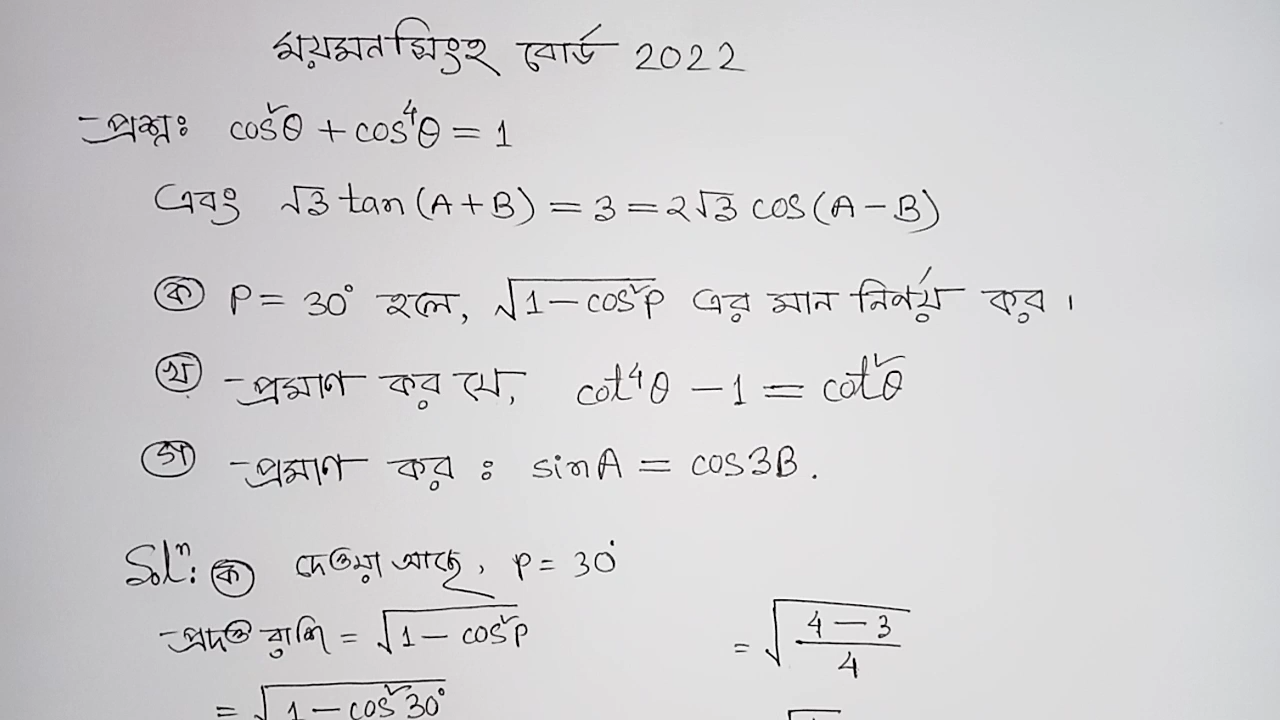 ময়মনসিংহ বোর্ড 2022
প্রশ্নঃ cos²θ + cos⁴θ = 1
এবং √3 tan(A+B) = 3 = 2√3 cos(A-B)
(ক) P = 30° হলে, √(1-cos²P) এর মান নির্ণয় কর।
(খ) প্রমাণ কর যে, cot⁴θ - 1 = cot²θ
(গ) প্রমাণ কর : sinA = cos3B.
Solⁿ: (ক) দেওয়া আছে, P = 30°
প্রদত্ত রাশি = √(1 - cos²P)
= √(1 - cos²30°)
= √((4 - 3)/4)